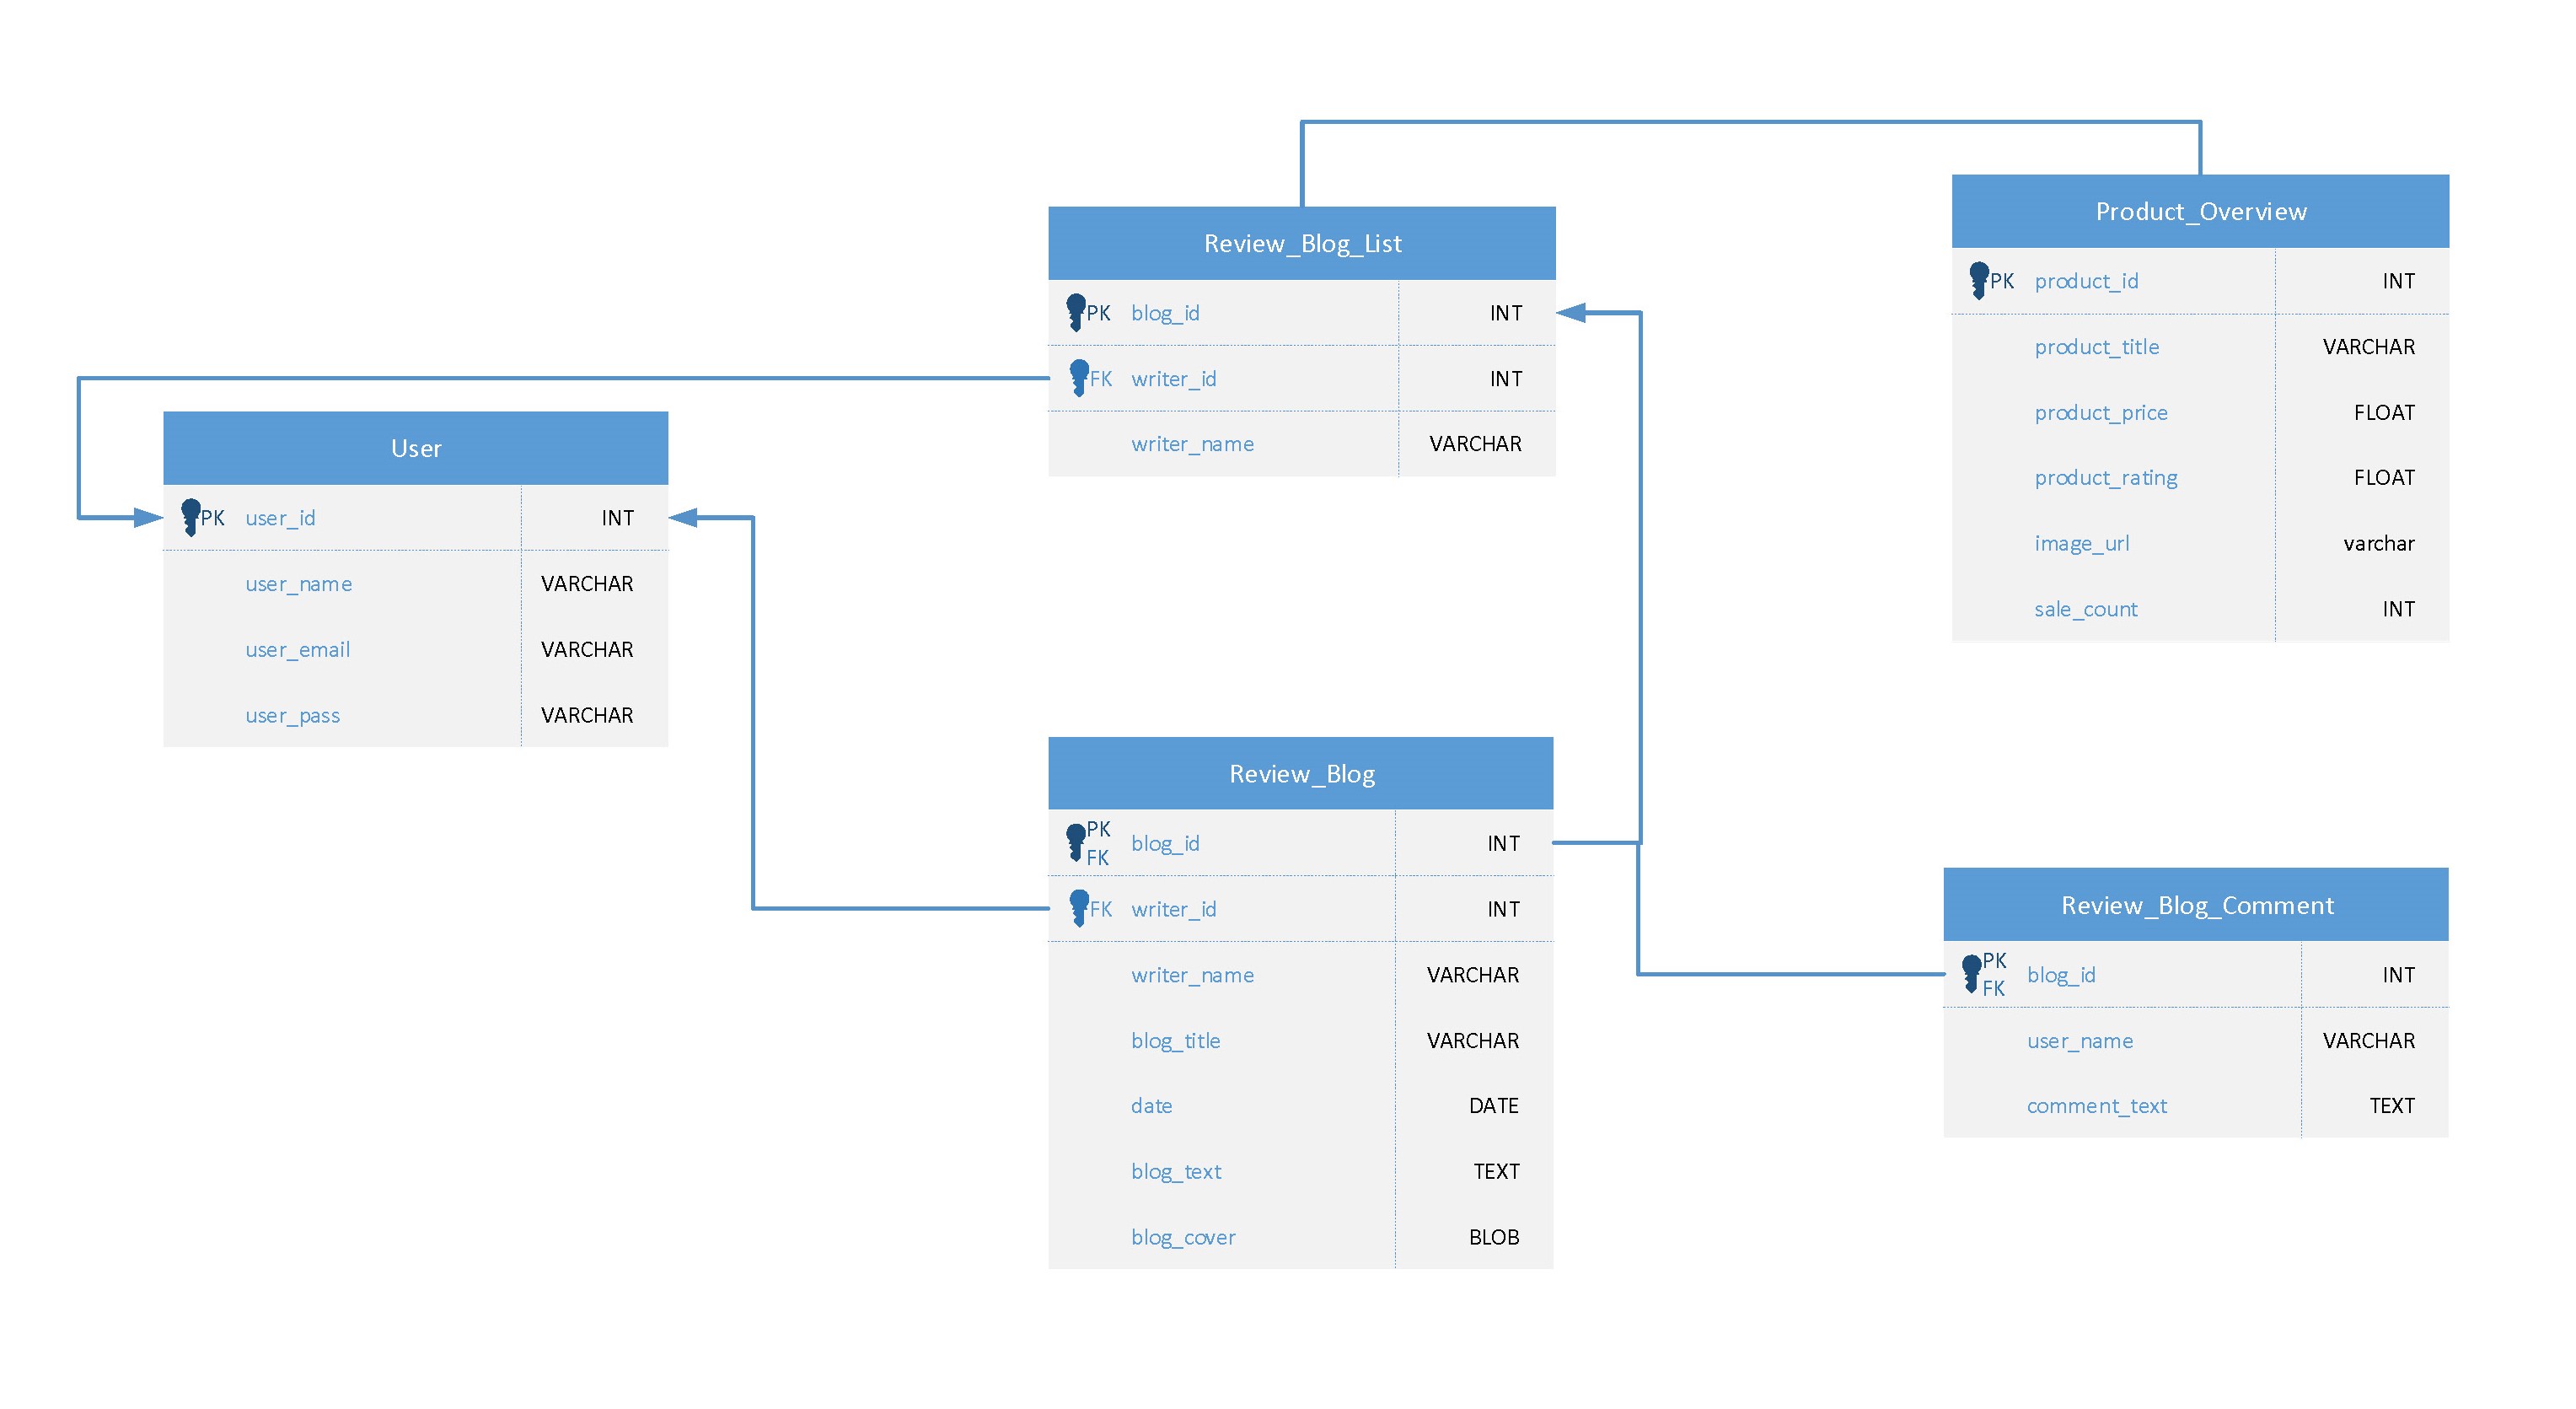 Review_Blog_List
PK blog_id INT
FK writer_id INT
writer_name VARCHAR
Product_Overview
PK product_id INT
product_title VARCHAR
product_price FLOAT
product_rating FLOAT
image_url varchar
sale_count INT
User
PK user_id INT
user_name VARCHAR
user_email VARCHAR
user_pass VARCHAR
Review_Blog
PK
FK
blog_id INT
FK writer_id INT
writer_name VARCHAR
blog_title VARCHAR
date DATE
blog_text TEXT
blog_cover BLOB
Review_Blog_Comment
PK
FK
blog_id INT
user_name VARCHAR
comment_text TEXT